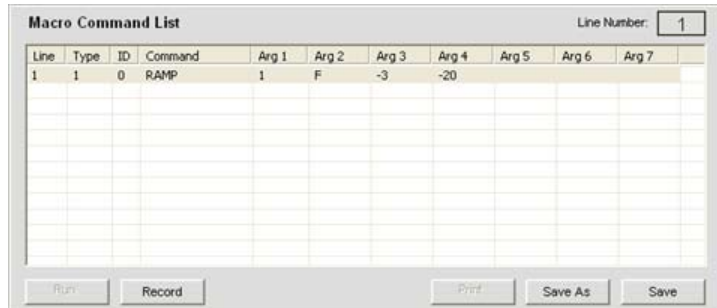 Macro Command List Line Number: 1
Line Type ID Command Arg 1 Arg 2 Arg 3 Arg 4 Arg 5 Arg 6 Arg 7
1 1 0 RAMP 1 F -3 -20
Run Record Print Save As Save